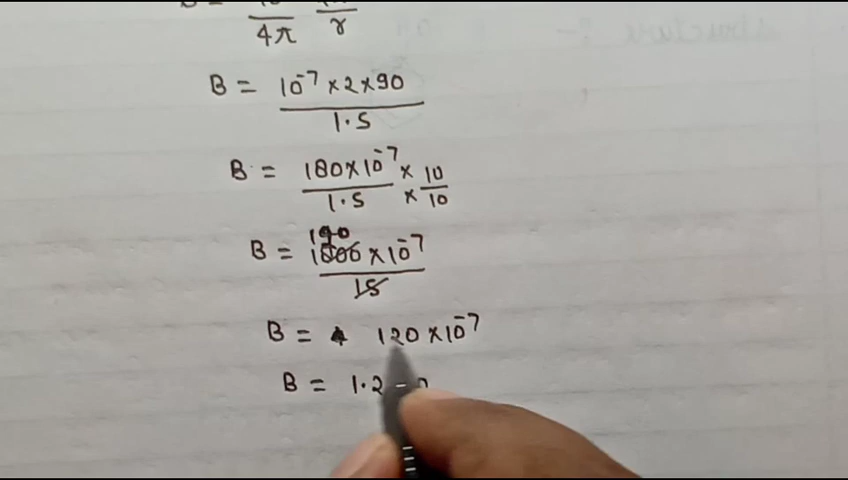 4π r
B = 10⁻⁷ × 2 × 90 / 1.5
B = 180 × 10⁻⁷ / 1.5 × 10 / × 10
120
B = 1800 × 10⁻⁷ / 15
B = 120 × 10⁻⁷
B = 1.2